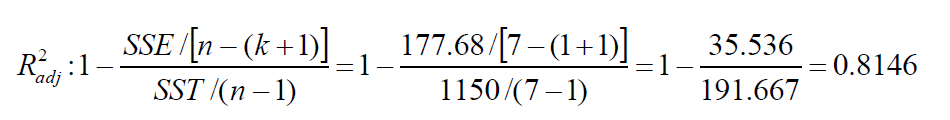 R²adj : 1 − SSE/[n−(k+1)] / SST/(n−1) = 1 − 177.68/[7−(1+1)] / 1150/(7−1) = 1 − 35.536 / 191.667 = 0.8146